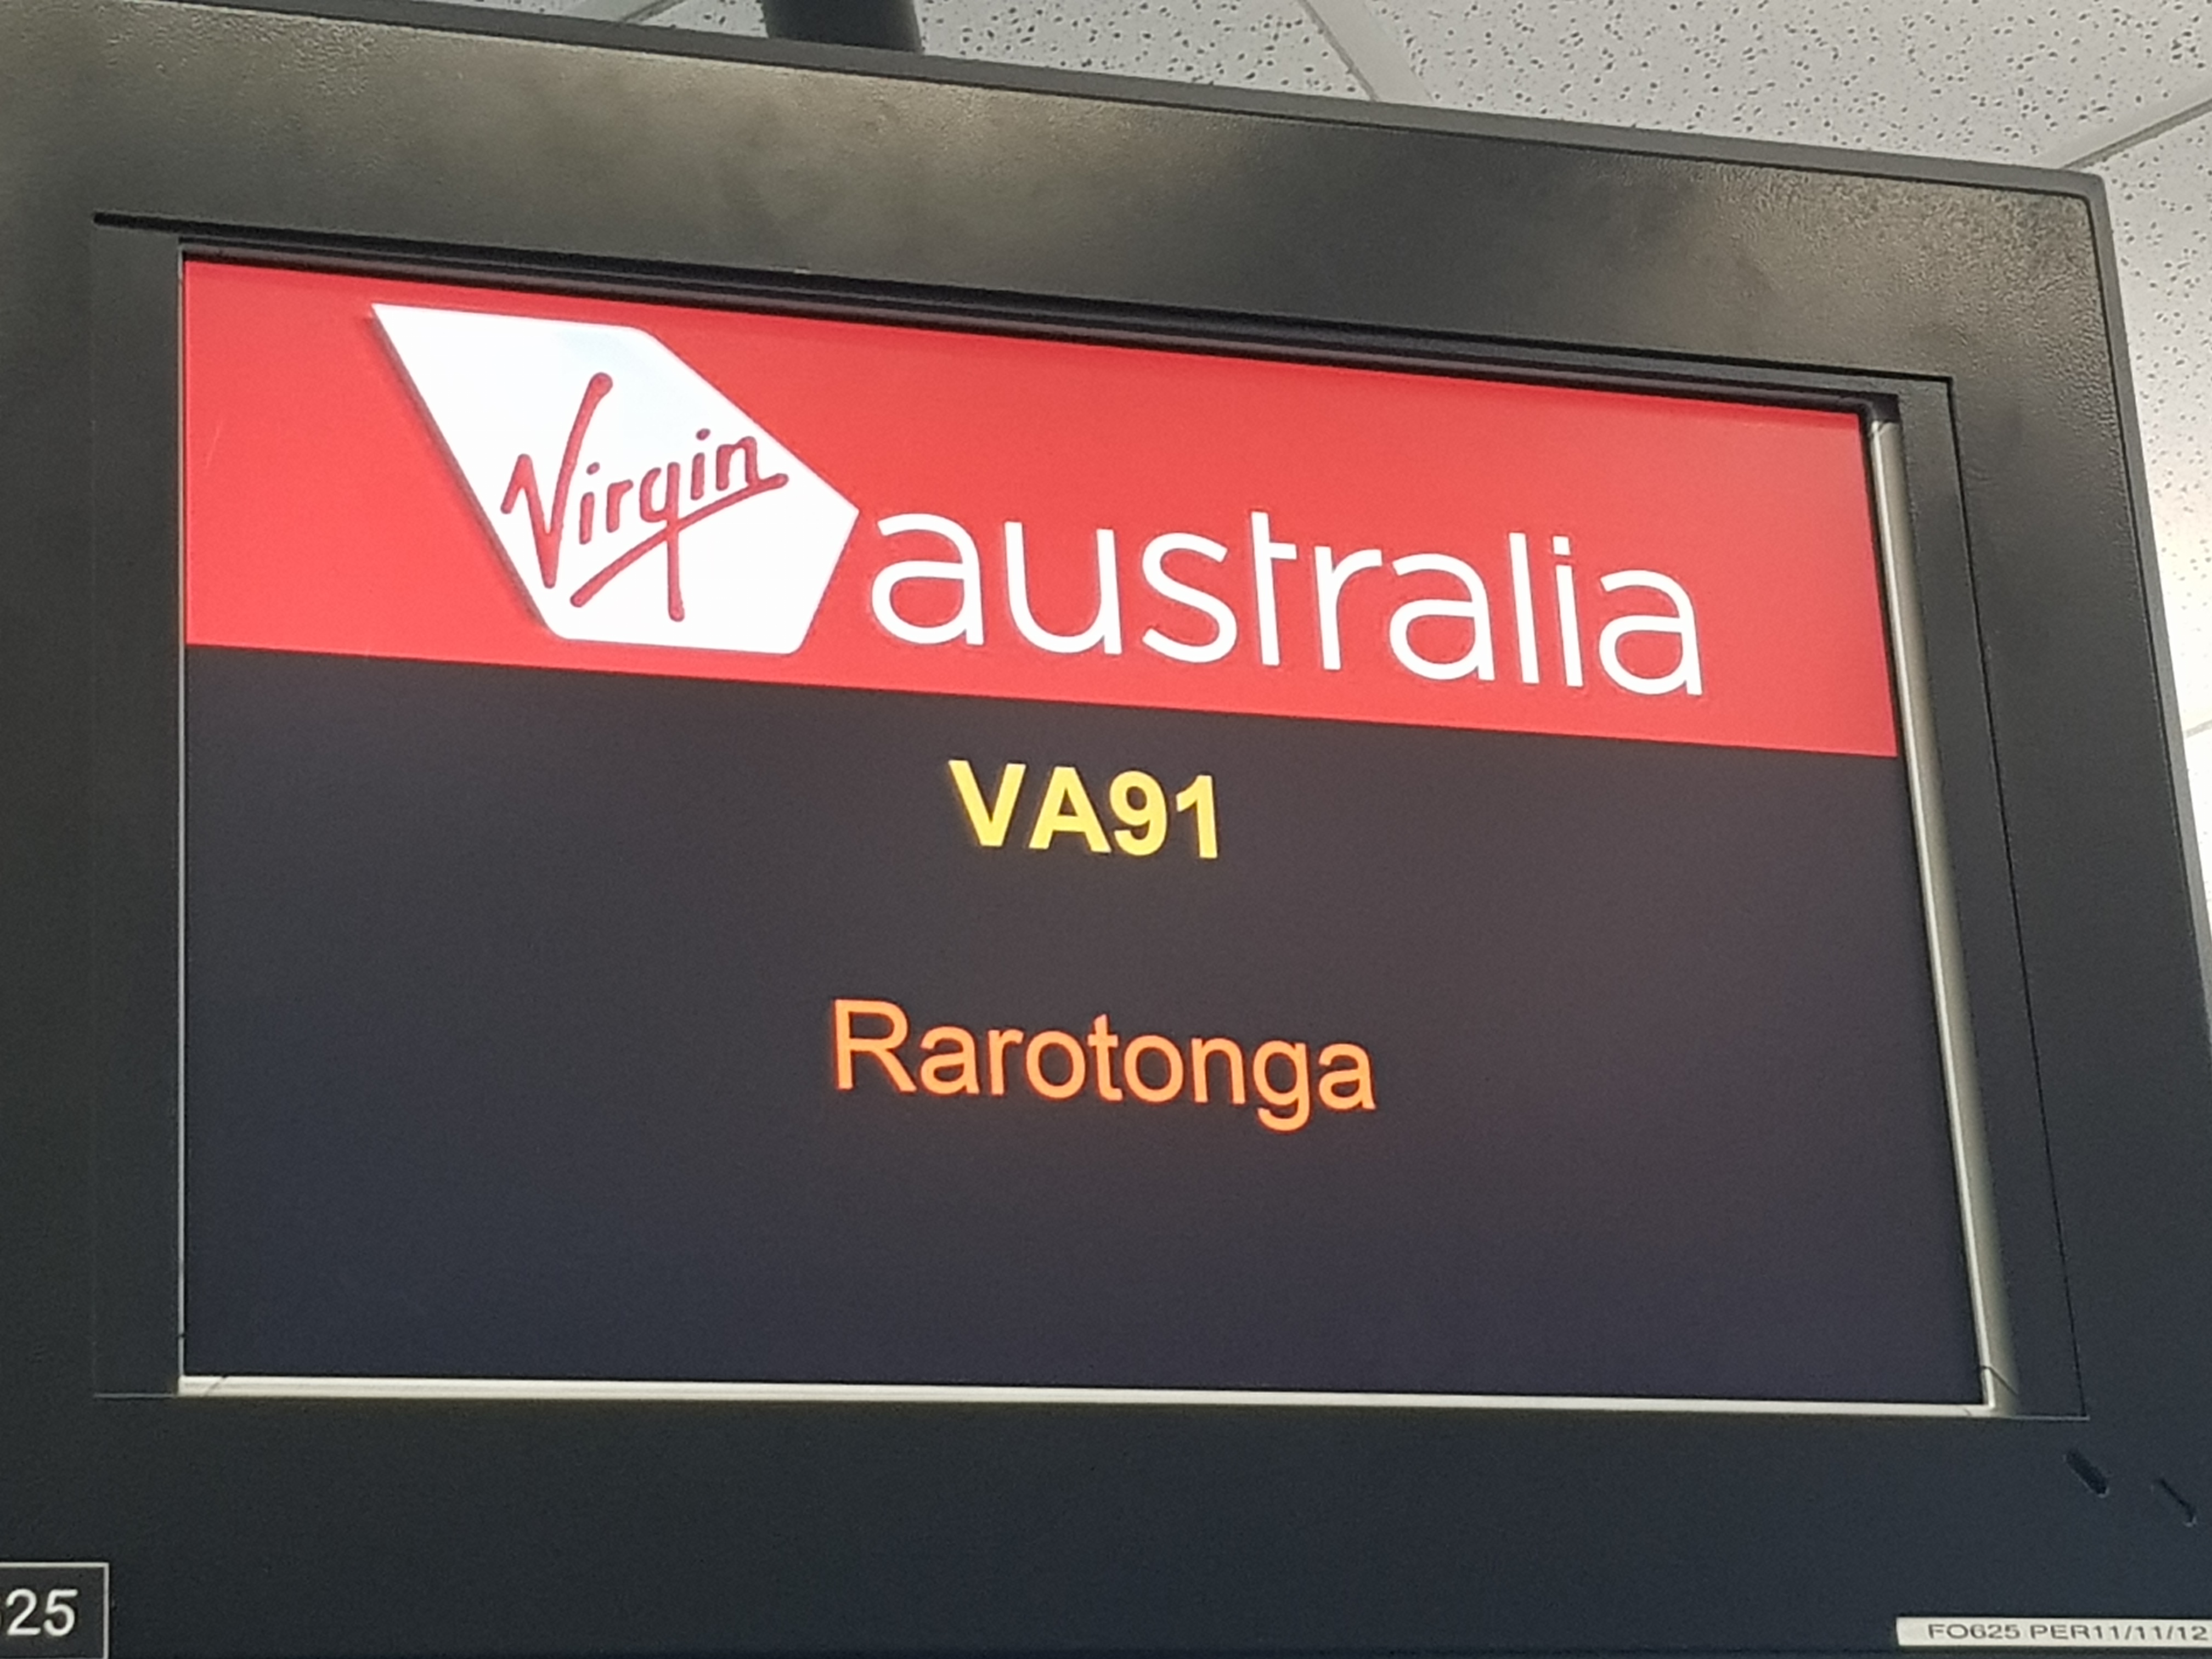 Virgin australia
VA91
Rarotonga
25
FO625 PER11/11/12